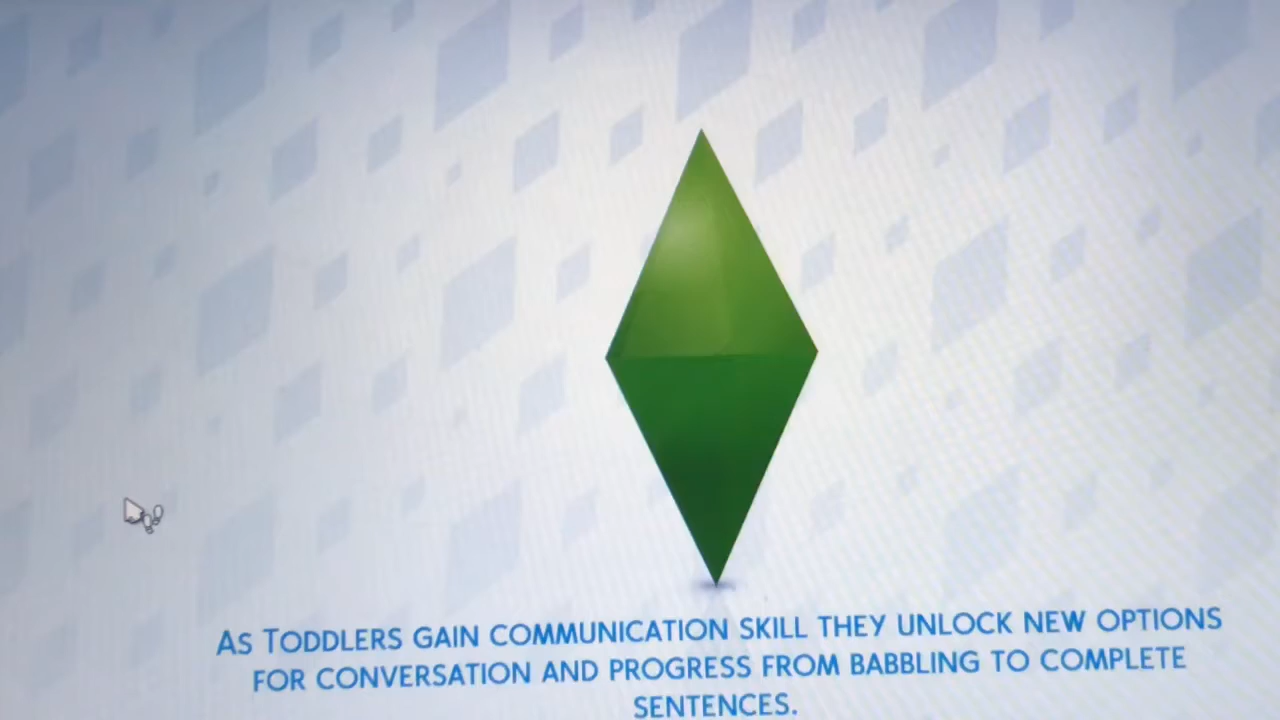 As Toddlers gain communication skill they unlock new options
for conversation and progress from babbling to complete
sentences.